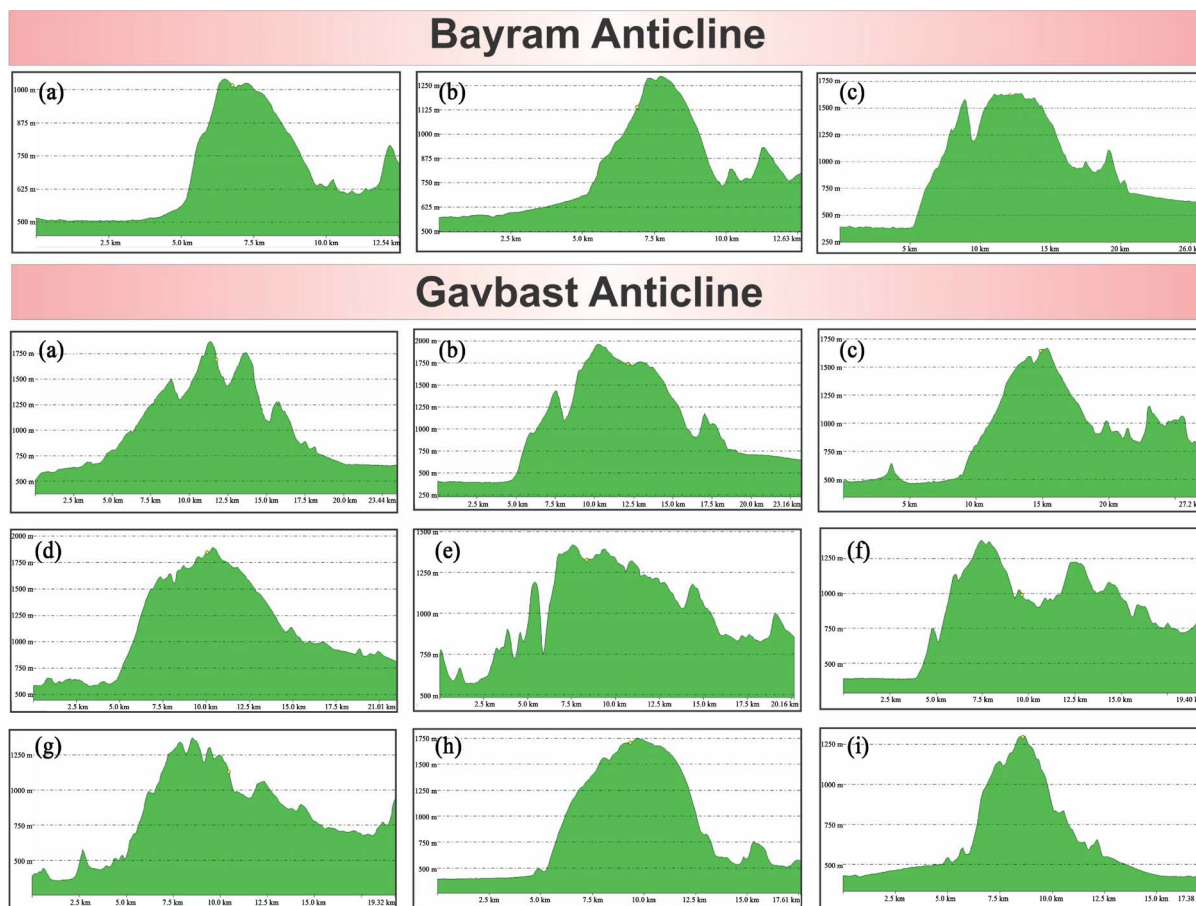 Bayram Anticline
(a)
1000 m
875 m
750 m
625 m
500 m
2.5 km 5.0 km 7.5 km 10.0 km 12.54 km
(b)
1250 m
1125 m
1000 m
875 m
750 m
625 m
500 m
2.5 km 5.0 km 7.5 km 10.0 km 12.63 km
(c)
1750 m
1500 m
1250 m
1000 m
750 m
500 m
250 m
5 km 10 km 15 km 20 km 26.0 k
Gavbast Anticline
(a)
1750 m
1500 m
1250 m
1000 m
750 m
500 m
2.5 km 5.0 km 7.5 km 10.0 km 12.5 km 15.0 km 20.0 km 23.44 km
(b)
2000 m
1750 m
1500 m
1250 m
1000 m
750 m
500 m
250 m
2.5 km 5.0 km 7.5 km 10.0 km 12.5 km 15.0 km 17.5 km 20.0 km 23.16 km
(c)
1750 m
1500 m
1250 m
1000 m
750 m
500 m
5 km 10 km 15 km 20 km 27.2 k
(d)
2000 m
1750 m
1500 m
1250 m
1000 m
750 m
500 m
2.5 km 5.0 km 7.5 km 10.0 km 12.5 km 15.0 km 17.5 km 21.01 km
(e)
1500 m
1250 m
1000 m
750 m
500 m
2.5 km 5.0 km 7.5 km 10.0 km 12.5 km 15.0 km 20.16 km
(f)
1250 m
1000 m
750 m
500 m
2.5 km 5.0 km 7.5 km 10.0 km 12.5 km 15.0 km 19.40 k
(g)
1250 m
1000 m
750 m
500 m
2.5 km 5.0 km 7.5 km 10.0 km 12.5 km 15.0 km 19.32 km
(h)
1750 m
1500 m
1250 m
1000 m
750 m
500 m
2.5 km 5.0 km 7.5 km 10.0 km 12.5 km 17.61 km
(i)
1250 m
1000 m
750 m
500 m
2.5 km 5.0 km 7.5 km 10.0 km 12.5 km 17.38